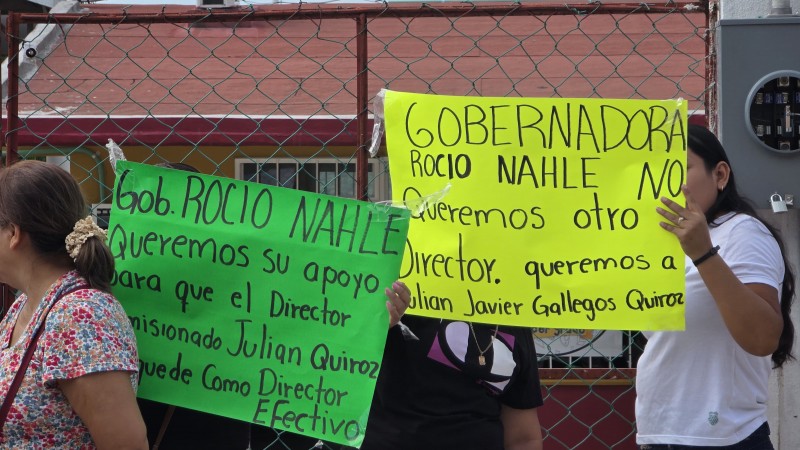 Gob. ROCIO NAHLE
Queremos su apoyo
para que el Director
misionado Julian Quiroz
quede Como Director
EFectivo
GOBERNADORA
ROCIO NAHLE NO
Queremos otro
Director. queremos a
Julian Javier Gallegos Quiroz